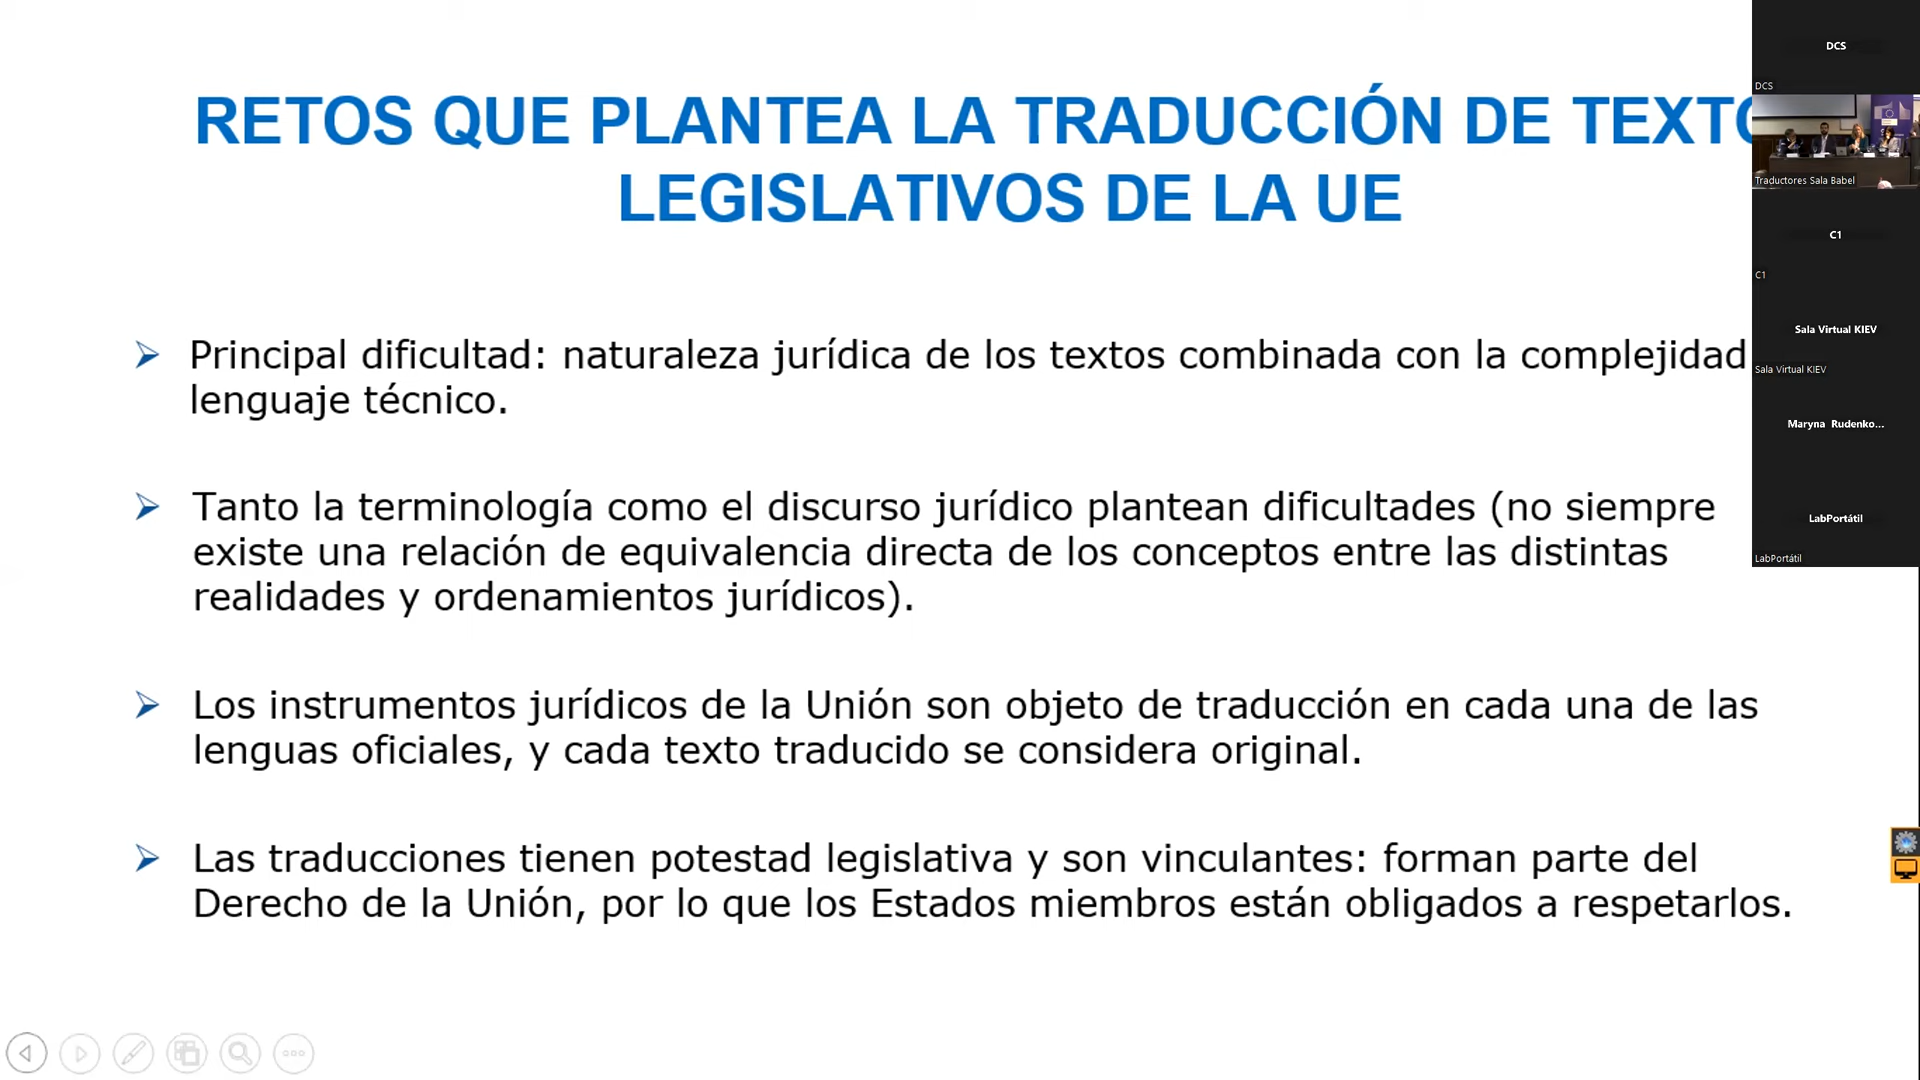 RETOS QUE PLANTEA LA TRADUCCIÓN DE
LEGISLATIVOS DE LA UE
Principal dificultad: naturaleza jurídica de los textos combinada con la complejidad
lenguaje técnico.
Tanto la terminología como el discurso jurídico plantean dificultades (no siempre
existe una relación de equivalencia directa de los conceptos entre las distintas
realidades y ordenamientos jurídicos).
Los instrumentos jurídicos de la Unión son objeto de traducción en cada una de las
lenguas oficiales, y cada texto traducido se considera original.
Las traducciones tienen potestad legislativa y son vinculantes: forman parte del
Derecho de la Unión, por lo que los Estados miembros están obligados a respetarlos.
DCS
DCS
Traductores Sala Babel
C1
C1
Sala Virtual KIEV
Sala Virtual KIEV
Maryna Rudenko...
LabPortátil
LabPortátil